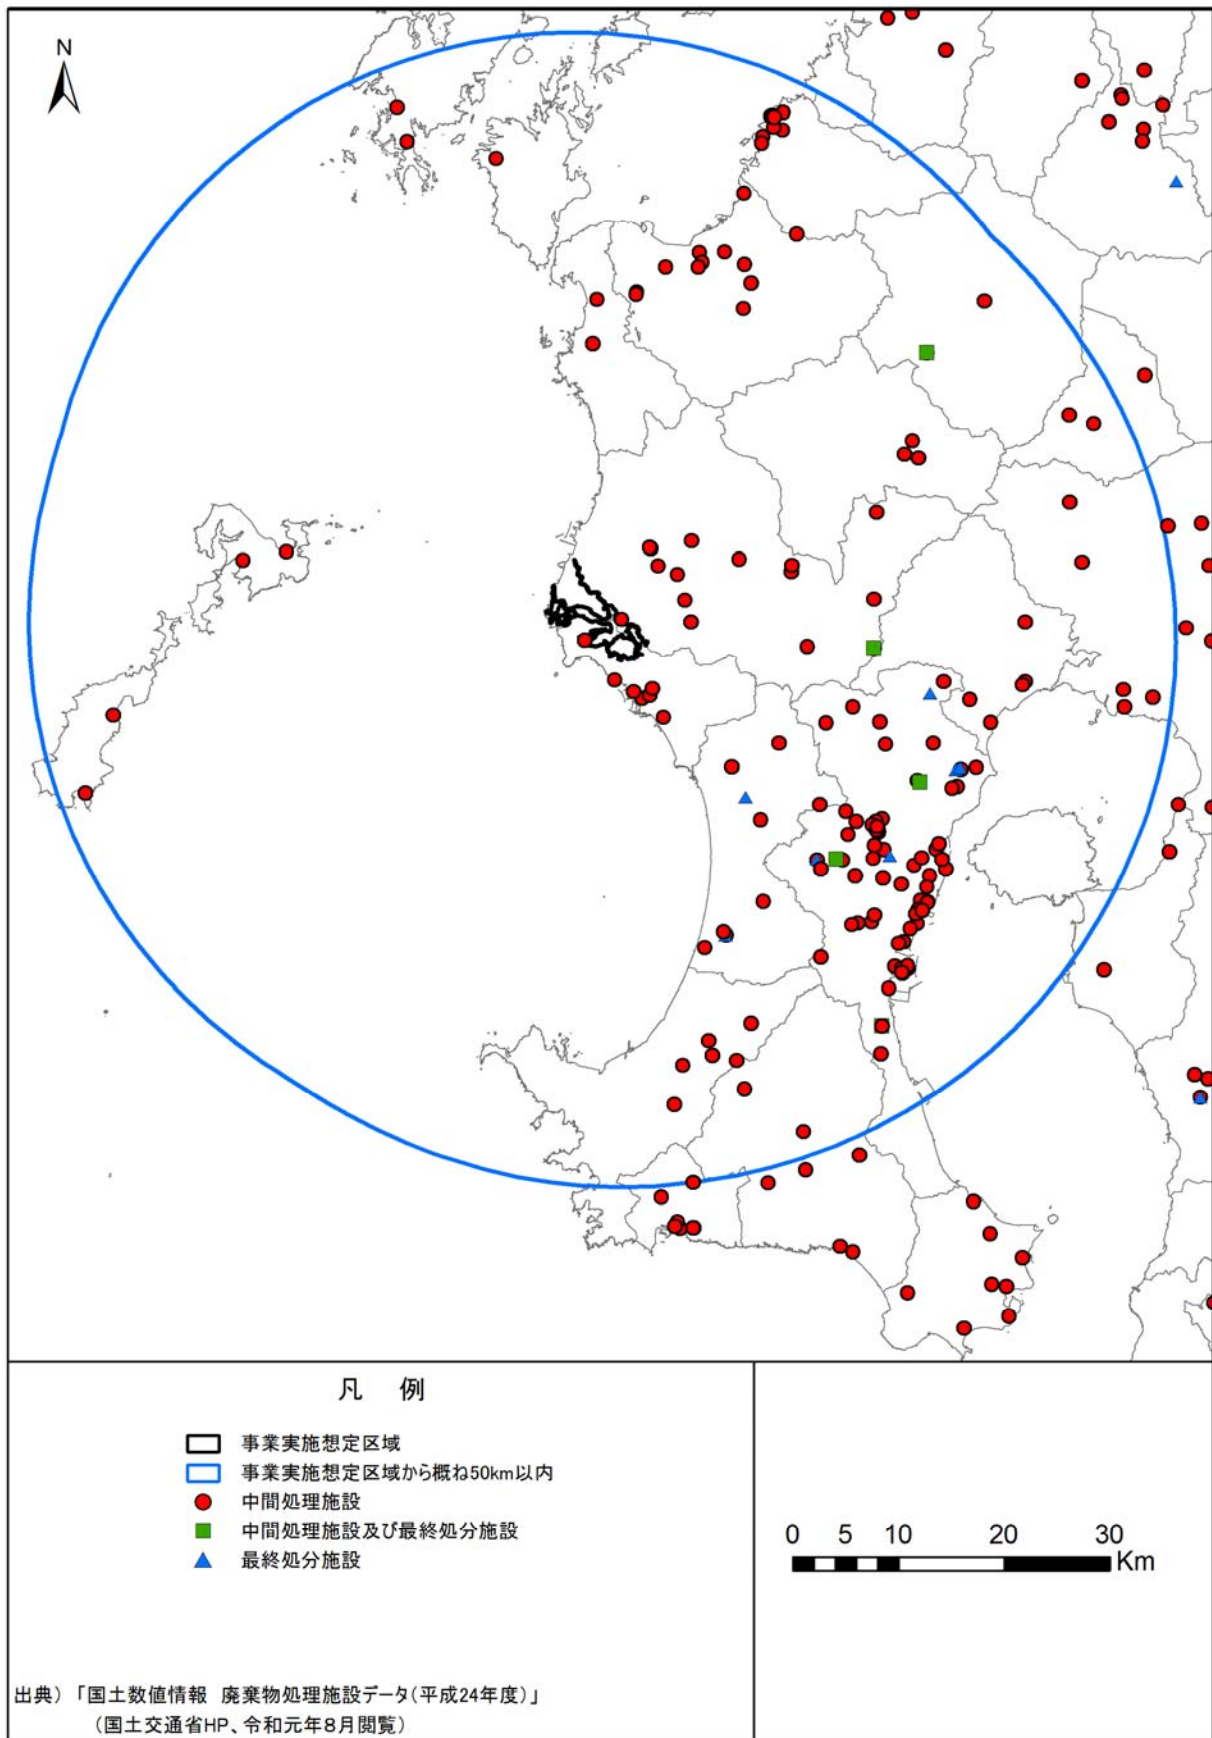 N
凡 例
事業実施想定区域
事業実施想定区域から概ね50km以内
中間処理施設
中間処理施設及び最終処分施設
最終処分施設
0 5 10 20 30
Km
出典）「国土数値情報 廃棄物処理施設データ（平成24年度）」
（国土交通省HP、令和元年8月閲覧）